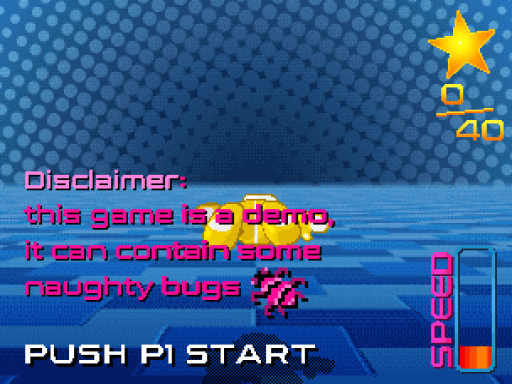 0
40
Disclaimer:
this game is a demo,
it can contain some
naughty bugs
SPEED
PUSH P1 START